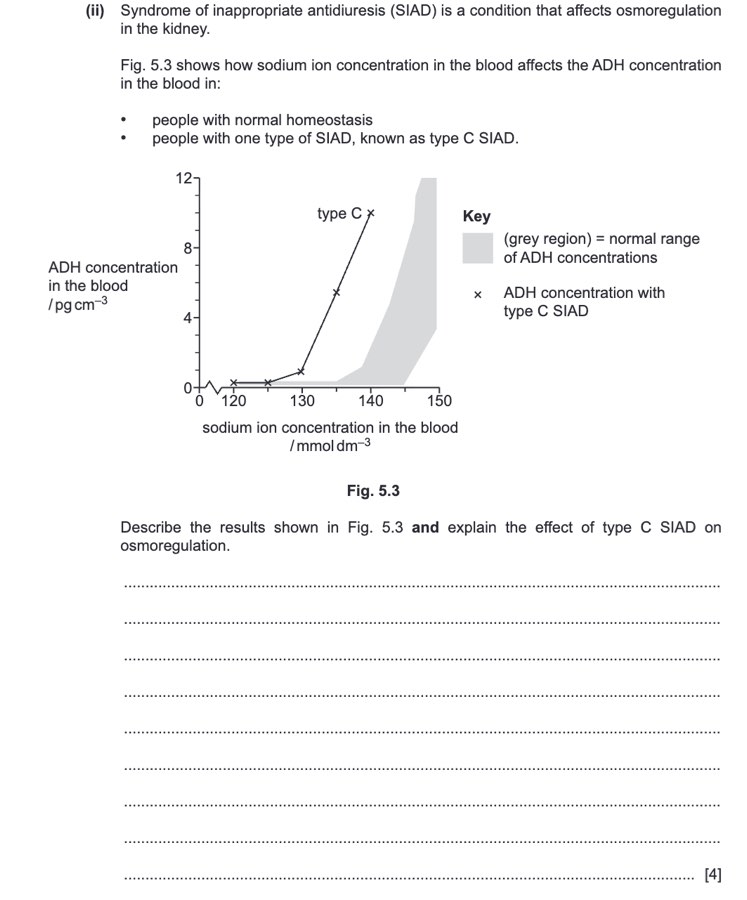 (ii) Syndrome of inappropriate antidiuresis (SIAD) is a condition that affects osmoregulation
in the kidney.
Fig. 5.3 shows how sodium ion concentration in the blood affects the ADH concentration
in the blood in:
• people with normal homeostasis
• people with one type of SIAD, known as type C SIAD.
12
8
4
0
ADH concentration
in the blood
/ pg cm⁻³
type C
0 120 130 140 150
sodium ion concentration in the blood
/ mmol dm⁻³
Key
(grey region) = normal range
of ADH concentrations
× ADH concentration with
type C SIAD
Fig. 5.3
Describe the results shown in Fig. 5.3 and explain the effect of type C SIAD on
osmoregulation.
[4]